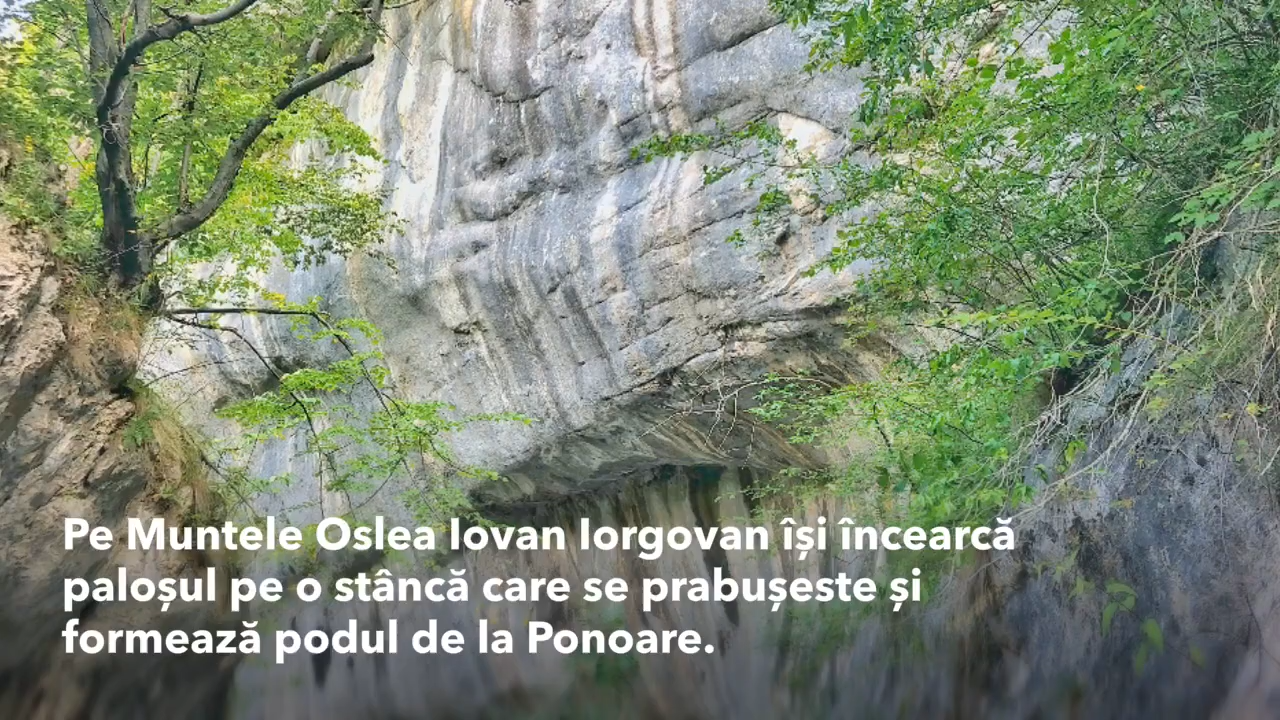 Pe Muntele Oslea Iovan Iorgovan își încearcă
paloșul pe o stâncă care se prabușeste și
formează podul de la Ponoare.